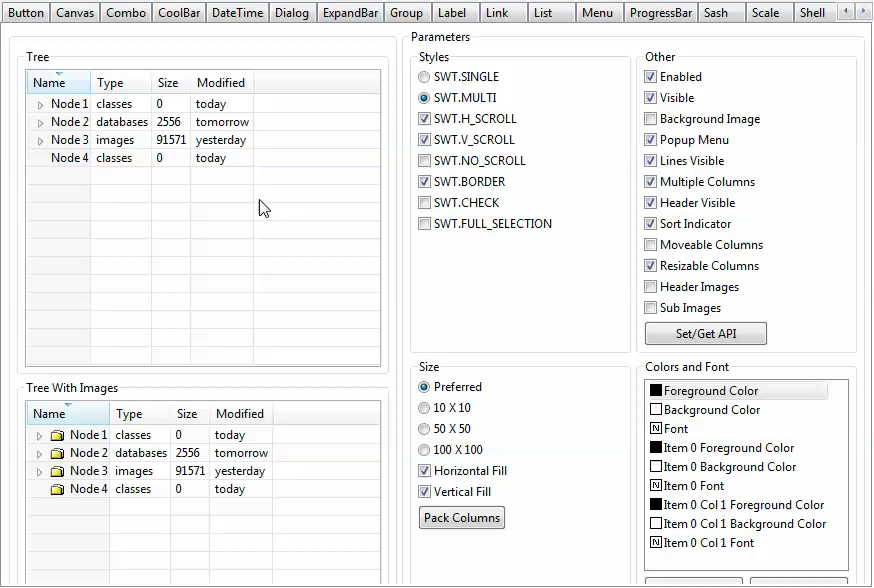 Button Canvas Combo CoolBar DateTime Dialog ExpandBar Group Label Link List Menu ProgressBar Sash Scale Shell
Tree
Name Type Size Modified
Node 1 classes 0 today
Node 2 databases 2556 tomorrow
Node 3 images 91571 yesterday
Node 4 classes 0 today
Tree With Images
Name Type Size Modified
Node 1 classes 0 today
Node 2 databases 2556 tomorrow
Node 3 images 91571 yesterday
Node 4 classes 0 today
Parameters
Styles
SWT.SINGLE
SWT.MULTI
SWT.H_SCROLL
SWT.V_SCROLL
SWT.NO_SCROLL
SWT.BORDER
SWT.CHECK
SWT.FULL_SELECTION
Other
Enabled
Visible
Background Image
Popup Menu
Lines Visible
Multiple Columns
Header Visible
Sort Indicator
Moveable Columns
Resizable Columns
Header Images
Sub Images
Set/Get API
Size
Preferred
10 X 10
50 X 50
100 X 100
Horizontal Fill
Vertical Fill
Pack Columns
Colors and Font
Foreground Color
Background Color
N Font
Item 0 Foreground Color
Item 0 Background Color
N Item 0 Font
Item 0 Col 1 Foreground Color
Item 0 Col 1 Background Color
N Item 0 Col 1 Font